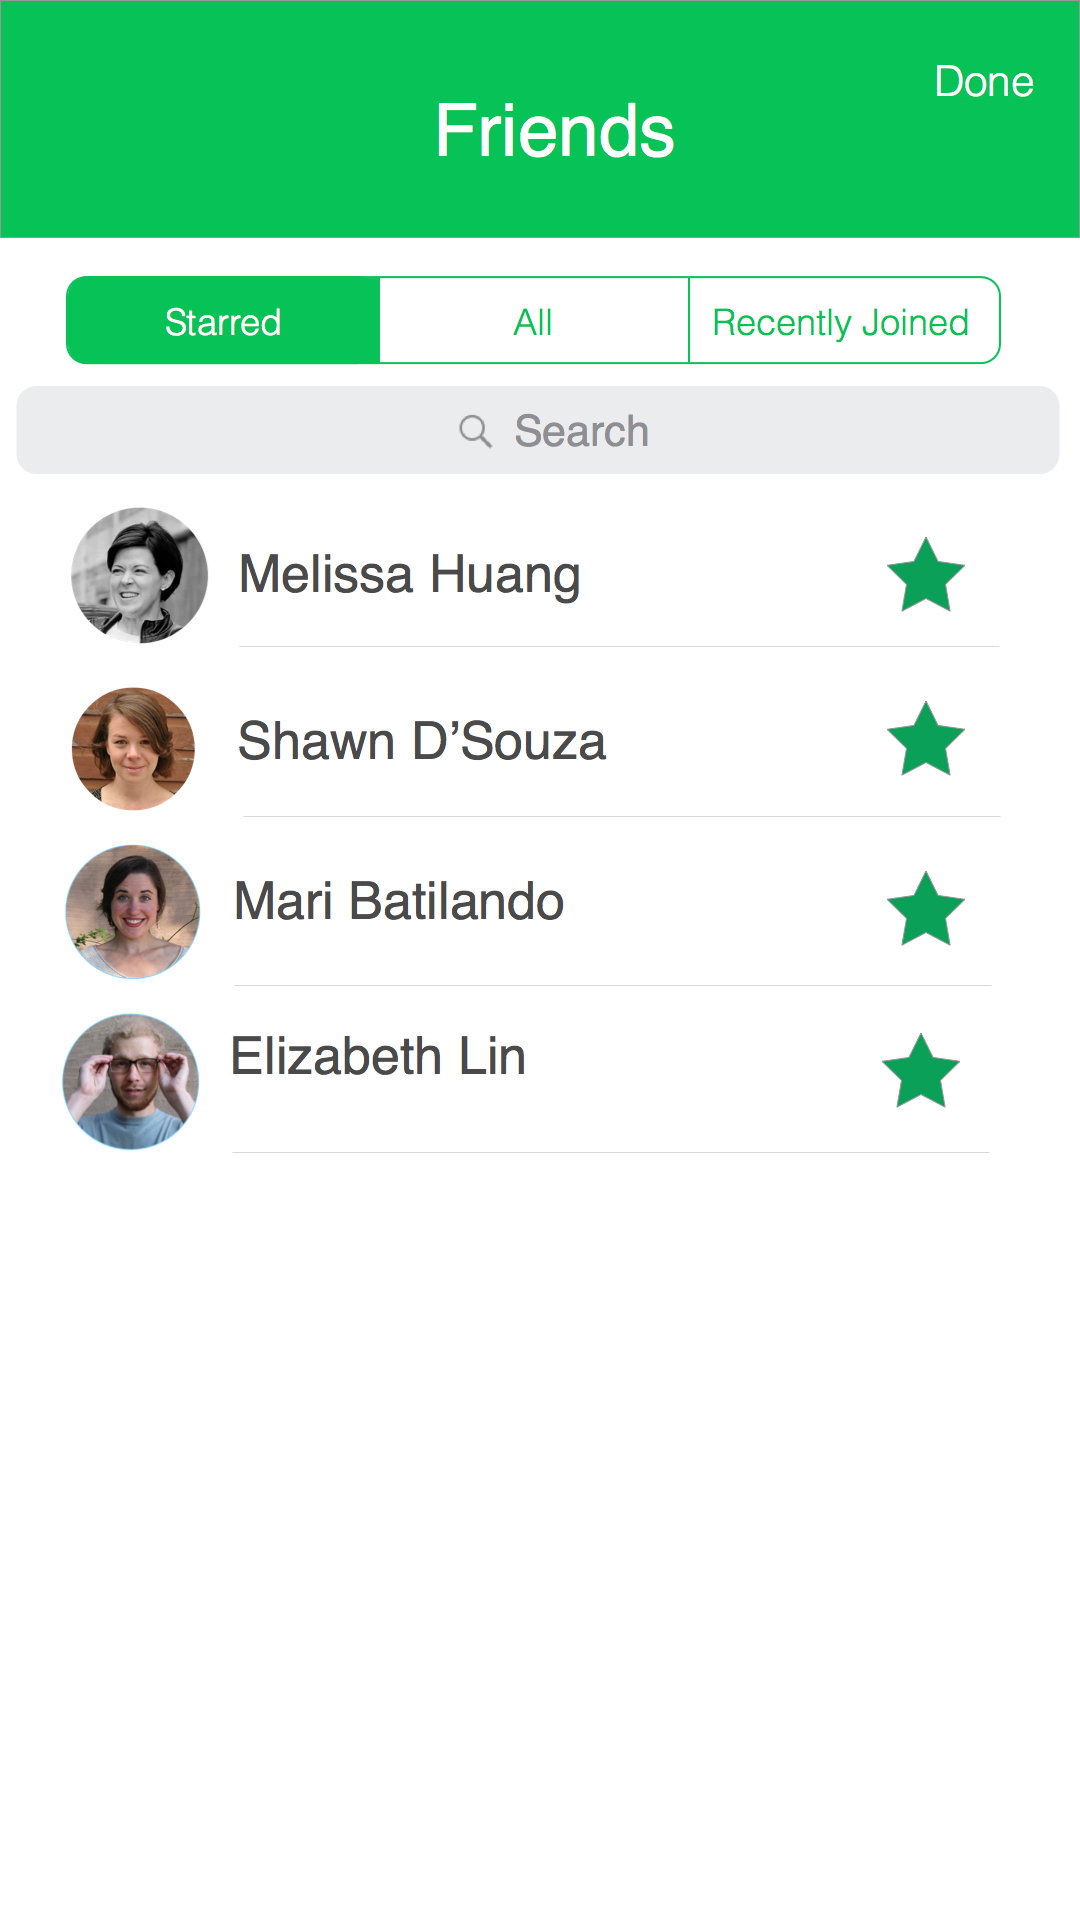 Done
Friends
Starred
All
Recently Joined
Search
Melissa Huang
Shawn D’Souza
Mari Batilando
Elizabeth Lin